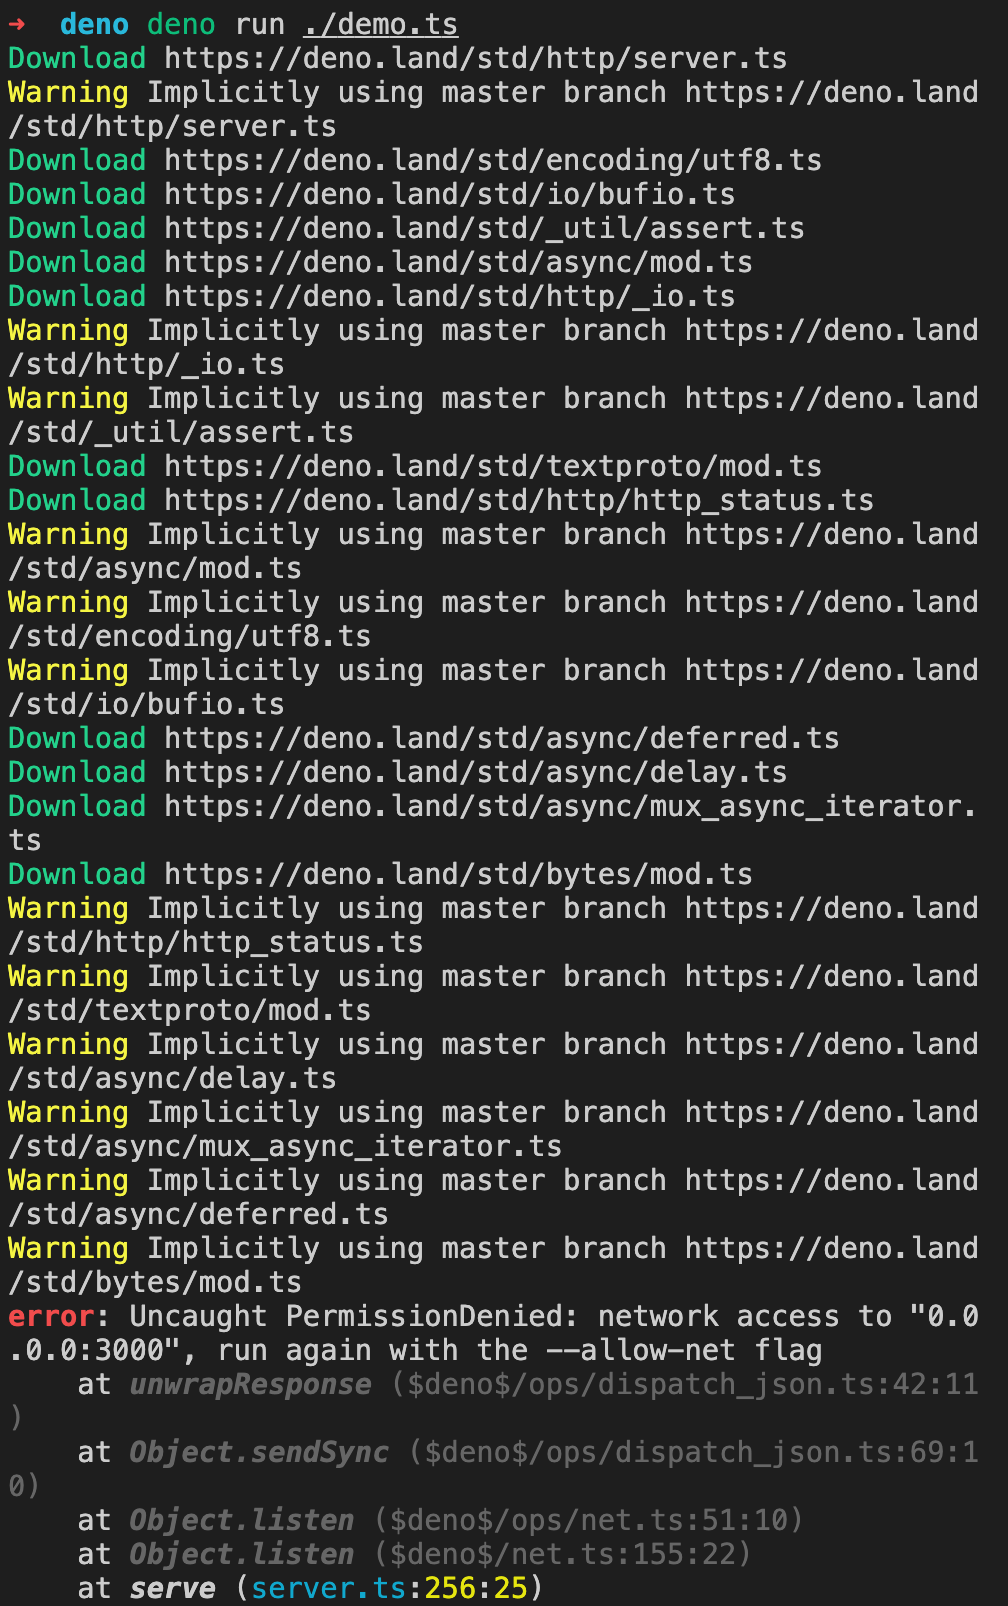 ➜  deno deno run ./demo.ts
Download https://deno.land/std/http/server.ts
Warning Implicitly using master branch https://deno.land
/std/http/server.ts
Download https://deno.land/std/encoding/utf8.ts
Download https://deno.land/std/io/bufio.ts
Download https://deno.land/std/_util/assert.ts
Download https://deno.land/std/async/mod.ts
Download https://deno.land/std/http/_io.ts
Warning Implicitly using master branch https://deno.land
/std/http/_io.ts
Warning Implicitly using master branch https://deno.land
/std/_util/assert.ts
Download https://deno.land/std/textproto/mod.ts
Download https://deno.land/std/http/http_status.ts
Warning Implicitly using master branch https://deno.land
/std/async/mod.ts
Warning Implicitly using master branch https://deno.land
/std/encoding/utf8.ts
Warning Implicitly using master branch https://deno.land
/std/io/bufio.ts
Download https://deno.land/std/async/deferred.ts
Download https://deno.land/std/async/delay.ts
Download https://deno.land/std/async/mux_async_iterator.
ts
Download https://deno.land/std/bytes/mod.ts
Warning Implicitly using master branch https://deno.land
/std/http/http_status.ts
Warning Implicitly using master branch https://deno.land
/std/textproto/mod.ts
Warning Implicitly using master branch https://deno.land
/std/async/delay.ts
Warning Implicitly using master branch https://deno.land
/std/async/mux_async_iterator.ts
Warning Implicitly using master branch https://deno.land
/std/async/deferred.ts
Warning Implicitly using master branch https://deno.land
/std/bytes/mod.ts
error: Uncaught PermissionDenied: network access to "0.0
.0.0:3000", run again with the --allow-net flag
    at unwrapResponse ($deno$/ops/dispatch_json.ts:42:11
)
    at Object.sendSync ($deno$/ops/dispatch_json.ts:69:1
0)
    at Object.listen ($deno$/ops/net.ts:51:10)
    at Object.listen ($deno$/net.ts:155:22)
    at serve (server.ts:256:25)